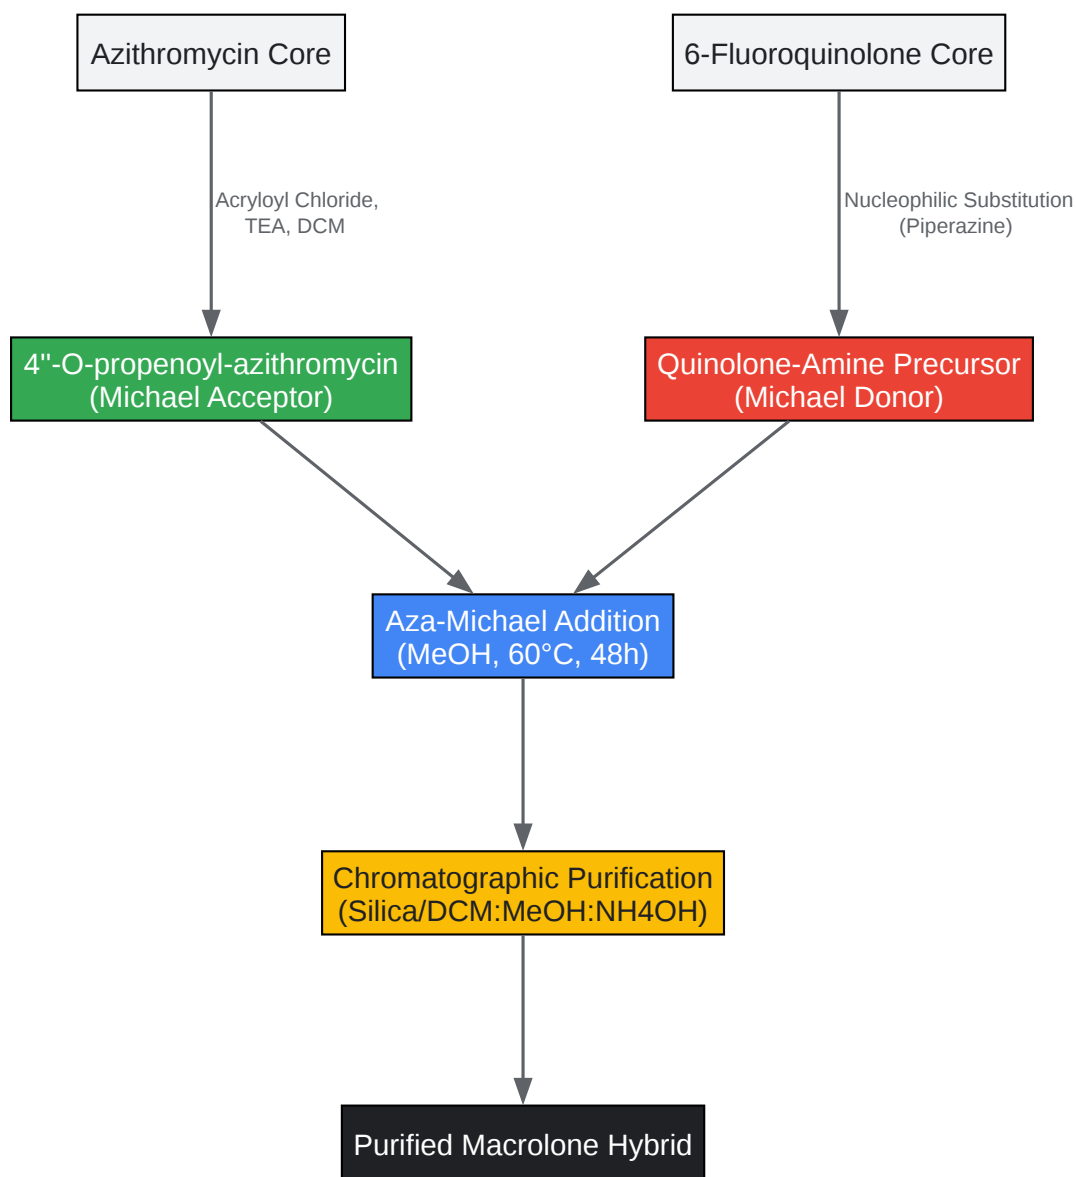 Azithromycin Core
6-Fluoroquinolone Core
Acryloyl Chloride,
TEA, DCM
Nucleophilic Substitution
(Piperazine)
4''-O-propenoyl-azithromycin
(Michael Acceptor)
Quinolone-Amine Precursor
(Michael Donor)
Aza-Michael Addition
(MeOH, 60°C, 48h)
Chromatographic Purification
(Silica/DCM:MeOH:NH4OH)
Purified Macrolone Hybrid